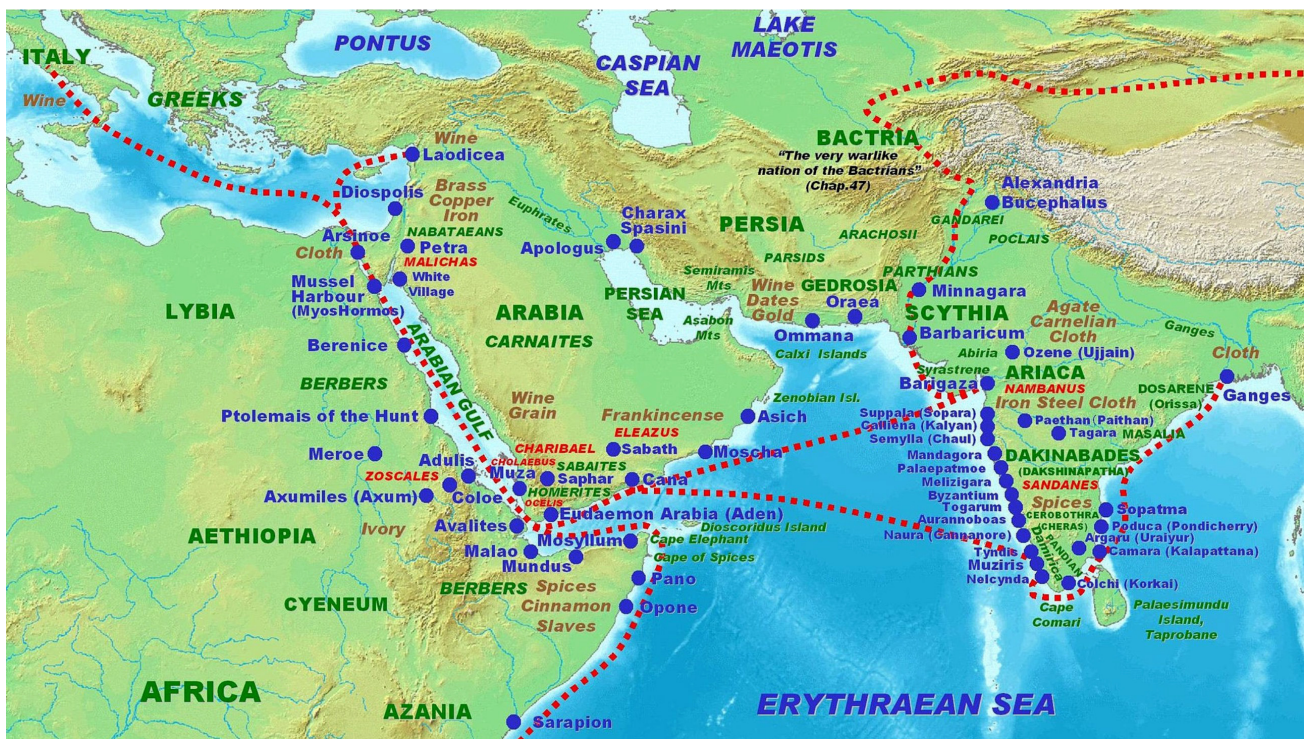 LAKE
MAEOTIS
PONTUS
CASPIAN
SEA
ITALY
Wine
GREEKS
BACTRIA
“The very warlike
nation of the Bactrians”
(Chap.47)
Wine
Laodicea
Diospolis
Brass
Copper
Iron
NABATAEANS
Euphrates
Charax
Spasini
Apologus
PERSIA
ARACHOSII
PARSIDS
Alexandria
Bucephalus
GANDAREI
POCLAIS
Arsinoe
Cloth
Petra
MALICHAS
White
Village
Mussel
Harbour
(MyosHormos)
LYBIA
ARABIA
CARNAITES
PERSIAN
SEA
Semiramis
Mts
Asabon
Mts
Wine
Dates
Gold
GEDROSIA
Oraea
Ommana
Calxi Islands
PARTHIANS
Minnagara
SCYTHIA
Barbaricum
Agate
Carnelian
Cloth
Ganges
Abiria
Ozene (Ujjain)
Syrastrene
ARIACA
Cloth
Berenice
ARABIAN GULF
BERBERS
Barigaza
NAMBANUS
Iron Steel Cloth
DOSARENE
(Orissa)
Ganges
Zenobian Isl.
Wine
Grain
Ptolemais of the Hunt
Frankincense
ELEAZUS
Asich
Suppala (Sopara)
Calliena (Kalyan)
Semylla (Chaul)
Paethan (Paithan)
Tagara
MASALIA
Meroe
Adulis
ZOSCALES
CHARIBAEL
Sabath
Moscha
CHOLAEBUS
Muza
SABAITES
Saphar
Cana
HOMERITES
OCELIS
Mandagora
Palaepatmoe
Melizigara
Byzantium
Togarum
Aurannoboas
Naura (Cannanore)
Tyndis
Muziris
Nelcynda
DAKINABADES
(DAKSHINAPATHA)
SANDANES
Spices
CEROBOTHRA
(CHERAS)
PANDIAN
Damirica
Sopatma
Poduca (Pondicherry)
Argaru (Uraiyur)
Camara (Kalapattana)
Colchi (Korkai)
Coloe
Axumiles (Axum)
Ivory
AETHIOPIA
Avalites
Eudaemon Arabia (Aden)
Dioscoridus Island
Mosyllum
Cape Elephant
Malao
Mundus
Cape of Spices
Pano
BERBERS
Spices
Cinnamon
Slaves
Opone
CYENEUM
Cape
Comari
Palaesimundu
Island,
Taprobane
AFRICA
AZANIA
Sarapion
ERYTHRAEAN SEA